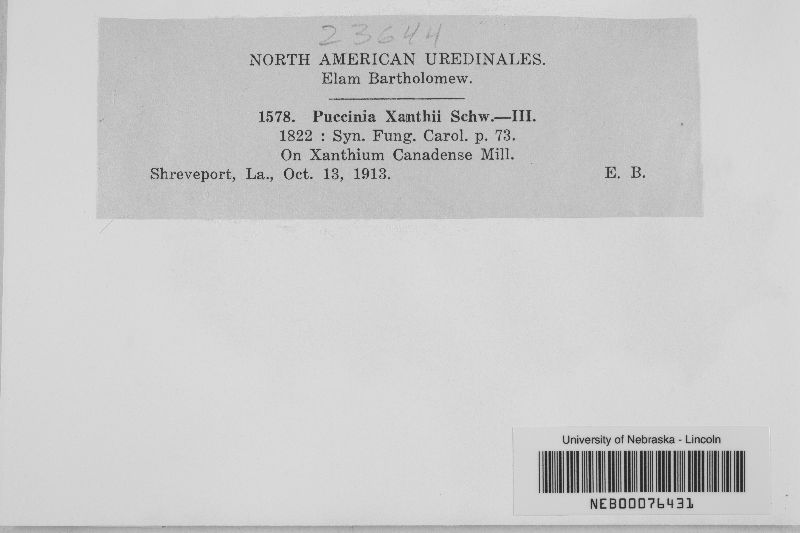 23644
NORTH AMERICAN UREDINALES.
Elam Bartholomew.
1578. Puccinia Xanthii Schw.—III.
1822 : Syn. Fung. Carol. p. 73.
On Xanthium Canadense Mill.
Shreveport, La., Oct. 13, 1913. E. B.
University of Nebraska - Lincoln
NEB00076431